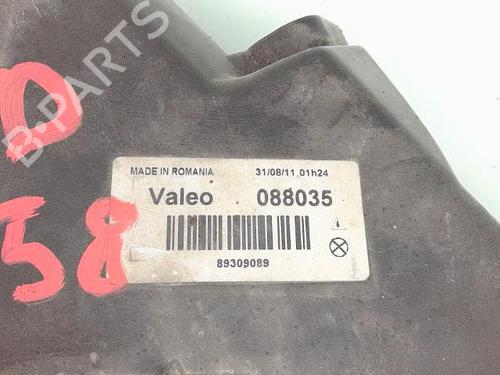 B-PARTS
MADE IN ROMANIA 31/08/11 01h24
Valeo 088035
89309089
58